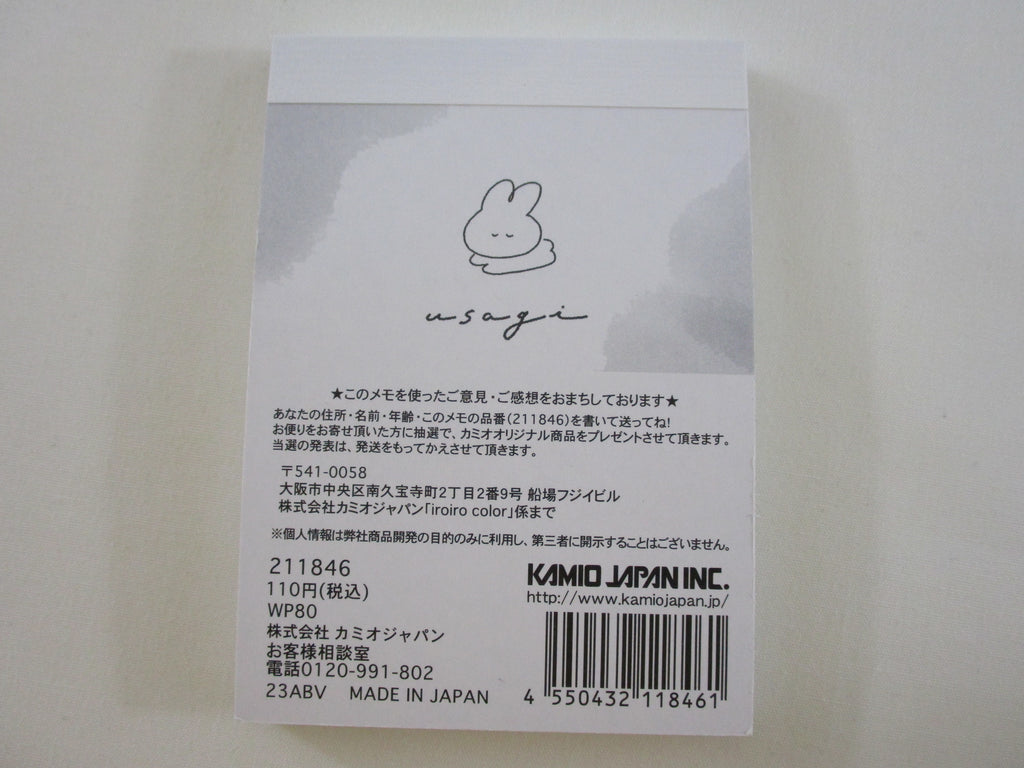 usagi
★このメモを使ったご意見・ご感想をおまちしております★
あなたの住所・名前・年齢・このメモの品番(211846)を書いて送ってね!
お便りをお寄せ頂いた方に抽選で、カミオオリジナル商品をプレゼントさせて頂きます。
当選の発表は、発送をもってかえさせて頂きます。
〒541-0058
大阪市中央区南久宝寺町2丁目2番9号 船場フジイビル
株式会社カミオジャパン「iroiro color」係まで
※個人情報は弊社商品開発の目的のみに利用し、第三者に開示することはございません。
211846
110円(税込)
WP80
株式会社 カミオジャパン
お客様相談室
電話0120-991-802
23ABV MADE IN JAPAN
KAMIO JAPAN INC.
http://www.kamiojapan.jp/
4 550432 118461